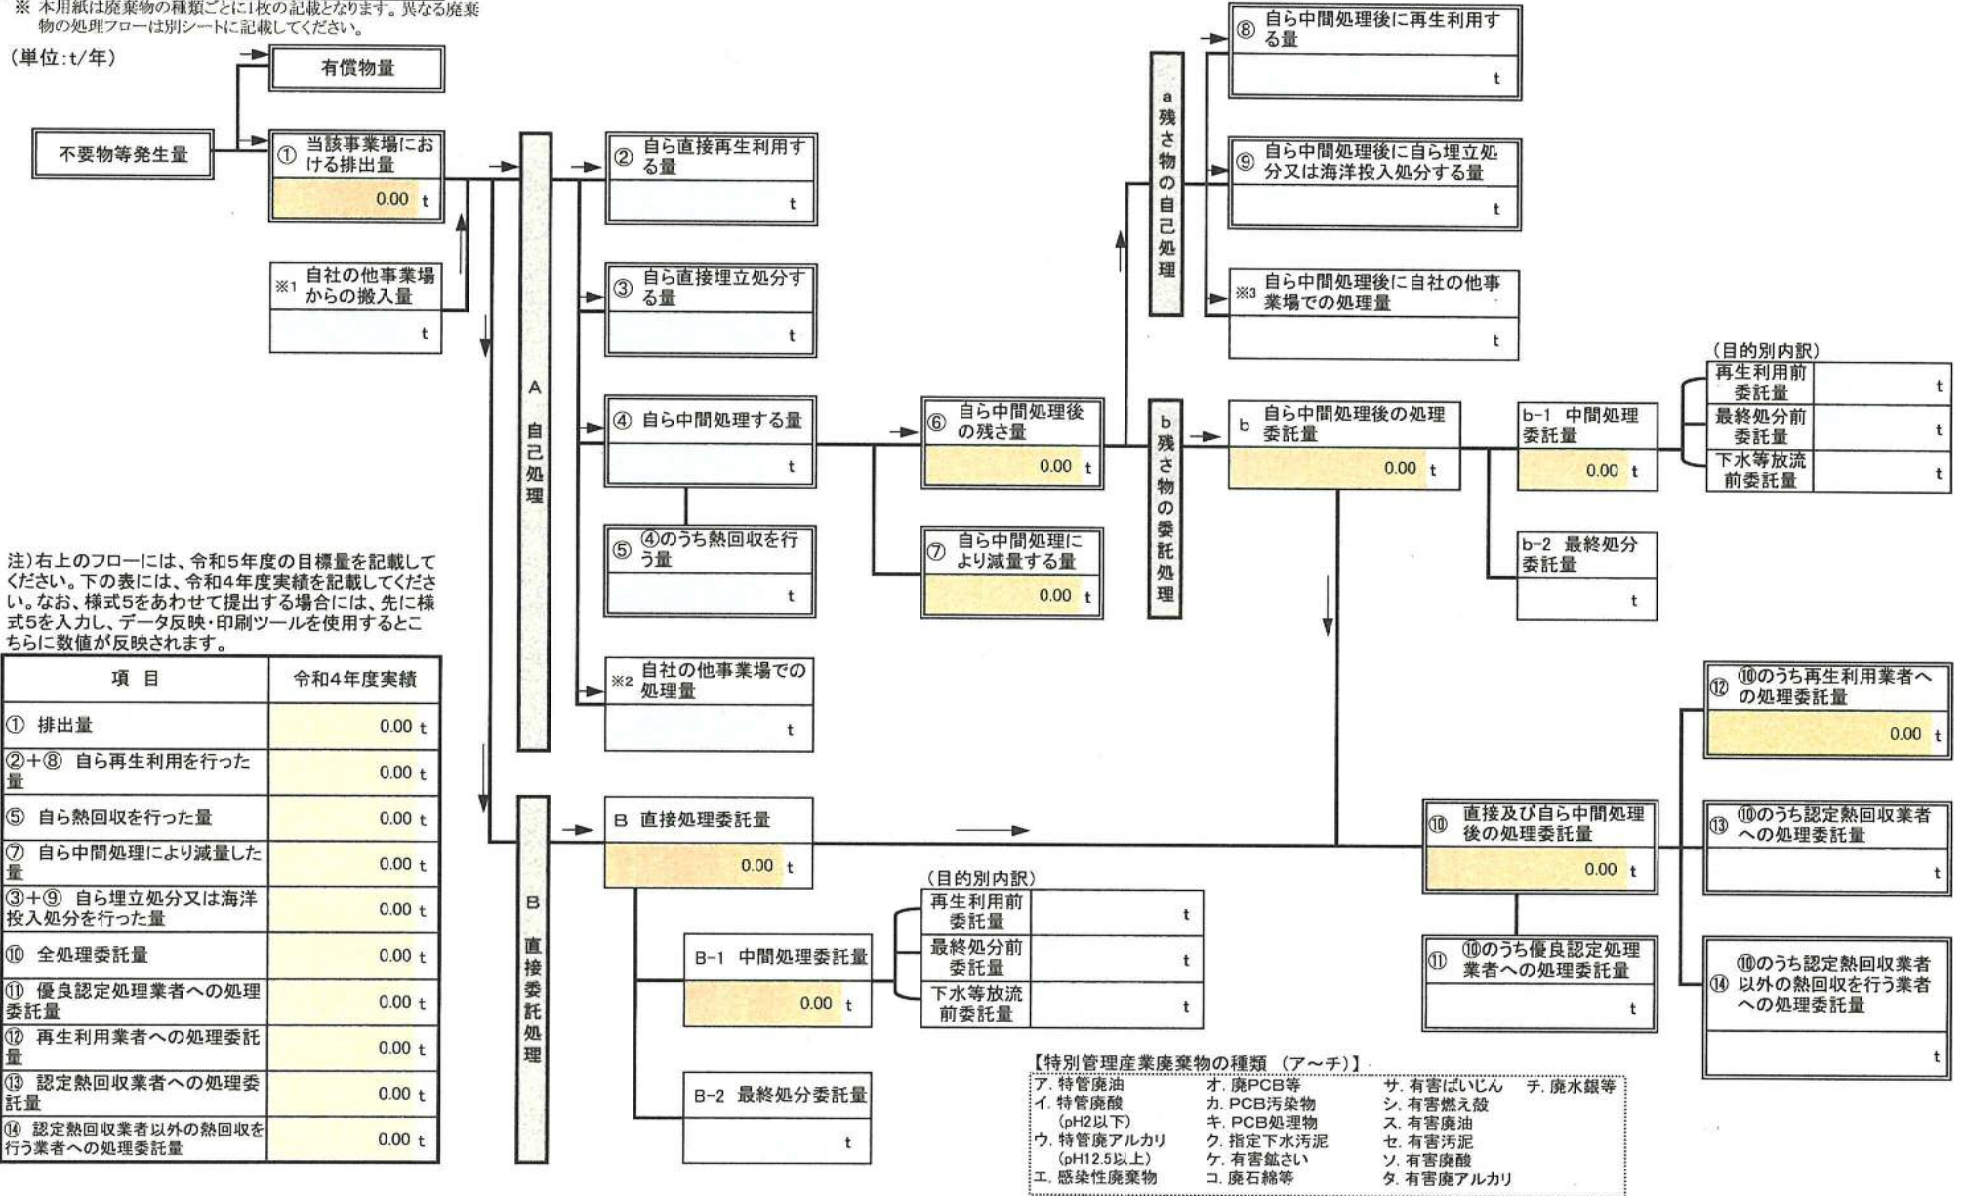 ※ 本用紙は廃棄物の種類ごとに1枚の記載となります。異なる廃棄
物の処理フローは別シートに記載してください。
(単位:t/年)
有償物量
不要物等発生量
① 当該事業場にお
ける排出量
0.00 t
※1 自社の他事業場
からの搬入量
t
A 自己処理
② 自ら直接再生利用す
る量
t
③ 自ら直接埋立処分す
る量
t
④ 自ら中間処理する量
t
⑤ ④のうち熱回収を行
う量
t
※2 自社の他事業場での
処理量
t
⑥ 自ら中間処理後
の残さ量
0.00 t
⑦ 自ら中間処理に
より減量する量
0.00 t
a 残さ物の自己処理
⑧ 自ら中間処理後に再生利用す
る量
t
⑨ 自ら中間処理後に自ら埋立処
分又は海洋投入処分する量
t
※3 自ら中間処理後に自社の他事
業場での処理量
t
b 残さ物の委託処理
b 自ら中間処理後の処理
委託量
0.00 t
b-1 中間処理
委託量
0.00 t
(目的別内訳)
再生利用前
委託量 t
最終処分前
委託量 t
下水等放流
前委託量 t
b-2 最終処分
委託量
t
注)右上のフローには、令和5年度の目標量を記載して
ください。下の表には、令和4年度実績を記載してくださ
い。なお、様式5をあわせて提出する場合には、先に様
式5を入力し、データ反映・印刷ツールを使用するとこ
ちらに数値が反映されます。
項 目 令和4年度実績
① 排出量 0.00 t
②+⑧ 自ら再生利用を行った
量 0.00 t
⑤ 自ら熱回収を行った量 0.00 t
⑦ 自ら中間処理により減量した
量 0.00 t
③+⑨ 自ら埋立処分又は海洋
投入処分を行った量 0.00 t
⑩ 全処理委託量 0.00 t
⑪ 優良認定処理業者への処理
委託量 0.00 t
⑫ 再生利用業者への処理委託
量 0.00 t
⑬ 認定熱回収業者への処理委
託量 0.00 t
⑭ 認定熱回収業者以外の熱回収を
行う業者への処理委託量 0.00 t
B 直接委託処理
B 直接処理委託量
0.00 t
B-1 中間処理委託量
0.00 t
(目的別内訳)
再生利用前
委託量 t
最終処分前
委託量 t
下水等放流
前委託量 t
B-2 最終処分委託量
t
⑩ 直接及び自ら中間処理
後の処理委託量
0.00 t
⑪ ⑩のうち優良認定処理
業者への処理委託量
t
⑫ ⑩のうち再生利用業者へ
の処理委託量
0.00 t
⑬ ⑩のうち認定熱回収業者
への処理委託量
t
⑭ ⑩のうち認定熱回収業者
以外の熱回収を行う業者
への処理委託量
t
【特別管理産業廃棄物の種類 (ア~チ)】
ア. 特管廃油 オ. 廃PCB等 サ. 有害ばいじん チ. 廃水銀等
イ. 特管廃酸 カ. PCB汚染物 シ. 有害燃え殻
(pH2以下) キ. PCB処理物 ス. 有害廃油
ウ. 特管廃アルカリ ク. 指定下水汚泥 セ. 有害汚泥
(pH12.5以上) ケ. 有害鉱さい ソ. 有害廃酸
エ. 感染性廃棄物 コ. 廃石綿等 タ. 有害廃アルカリ